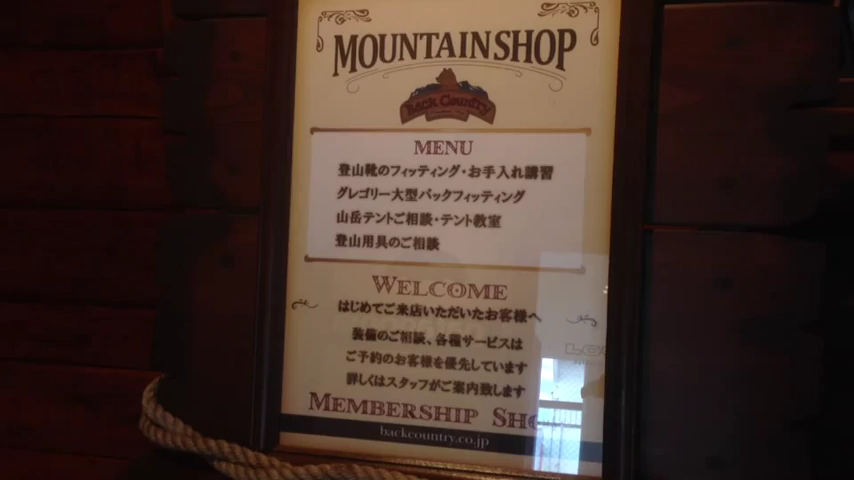 MOUNTAIN SHOP
Back Country
MENU
登山靴のフィッティング・お手入れ講習
グレゴリー大型パックフィッティング
山岳テントご相談・テント教室
登山用具のご相談
WELCOME
はじめてご来店いただいたお客様へ
装備のご相談、各種サービスは
ご予約のお客様を優先しています
詳しくはスタッフがご案内致します
MEMBERSHIP
backcountry.co.jp